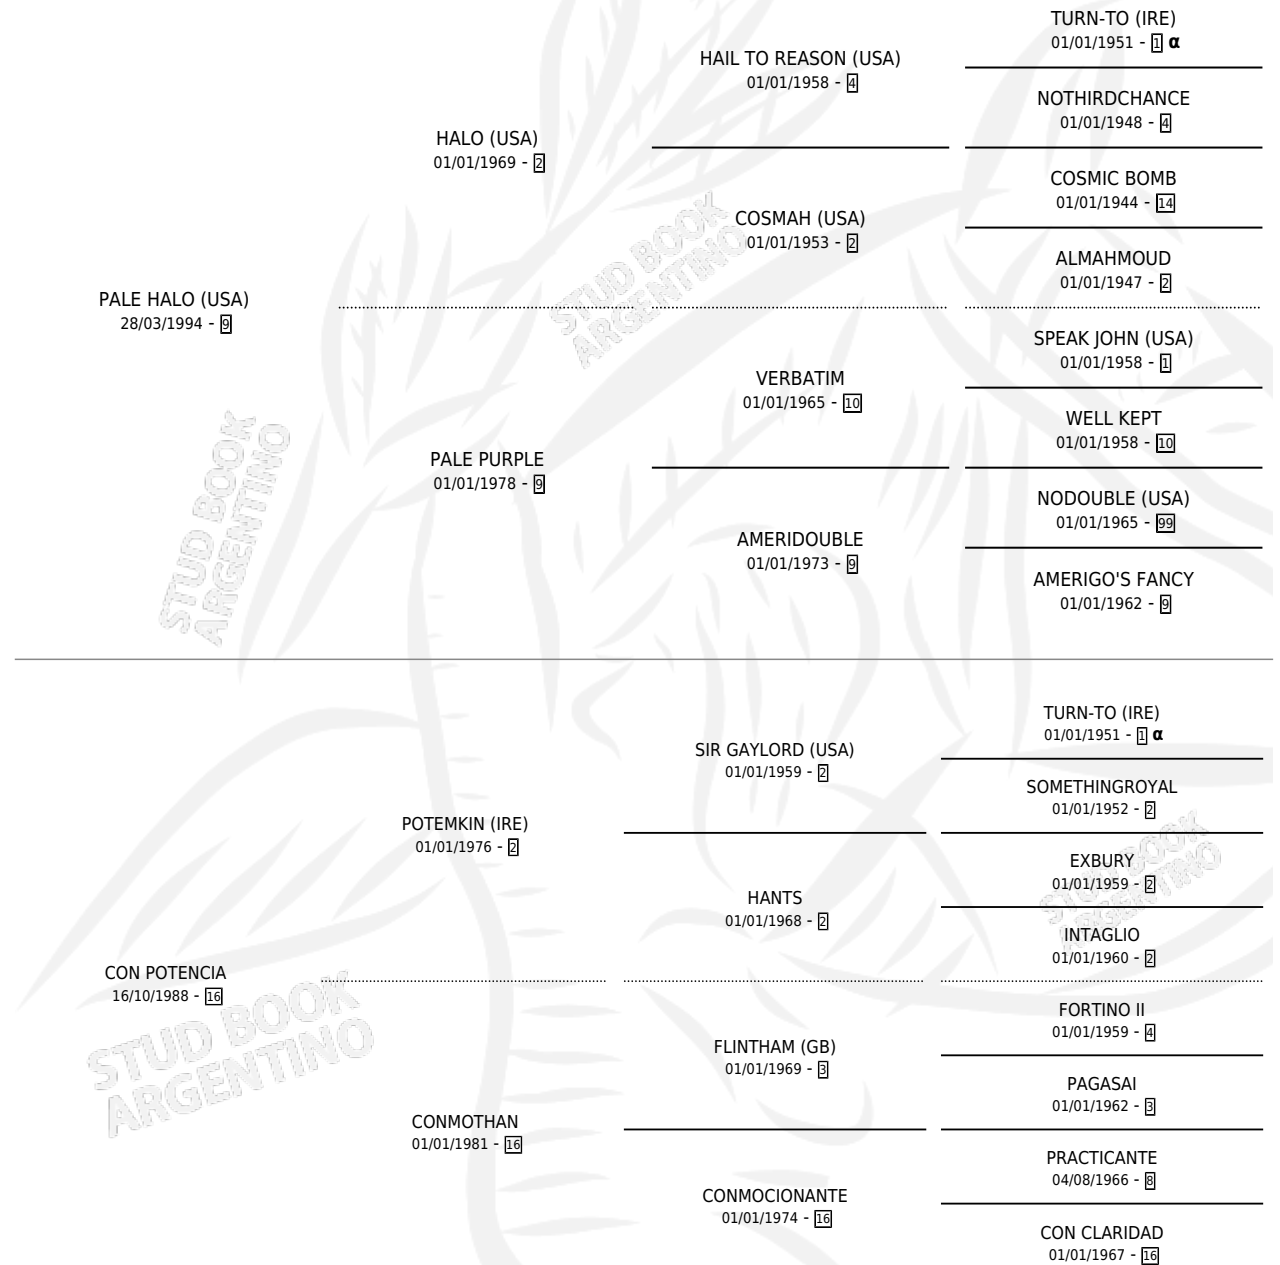 TURN-TO (IRE)
01/01/1951 - 1 α
HAIL TO REASON (USA)
01/01/1958 - 4
NOTHIRDCHANCE
01/01/1948 - 4
HALO (USA)
01/01/1969 - 2
COSMIC BOMB
01/01/1944 - 14
COSMAH (USA)
01/01/1953 - 2
ALMAHMOUD
01/01/1947 - 2
PALE HALO (USA)
28/03/1994 - 9
STUD BOOK
ARGENTINO
SPEAK JOHN (USA)
01/01/1958 - 1
VERBATIM
01/01/1965 - 10
WELL KEPT
01/01/1958 - 10
PALE PURPLE
01/01/1978 - 9
NODOUBLE (USA)
01/01/1965 - 99
AMERIDOUBLE
01/01/1973 - 9
AMERIGO'S FANCY
01/01/1962 - 9
STUD BOOK
ARGENTINO
TURN-TO (IRE)
01/01/1951 - 1 α
SIR GAYLORD (USA)
01/01/1959 - 2
SOMETHINGROYAL
01/01/1952 - 2
POTEMKIN (IRE)
01/01/1976 - 2
EXBURY
01/01/1959 - 2
HANTS
01/01/1968 - 2
INTAGLIO
01/01/1960 - 2
STUD BOOK
ARGENTINO
CON POTENCIA
16/10/1988 - 16
STUD BOOK
ARGENTINO
FORTINO II
01/01/1959 - 4
FLINTHAM (GB)
01/01/1969 - 3
PAGASAI
01/01/1962 - 3
CONMOTHAN
01/01/1981 - 16
PRACTICANTE
04/08/1966 - 8
CONMOCIONANTE
01/01/1974 - 16
CON CLARIDAD
01/01/1967 - 16